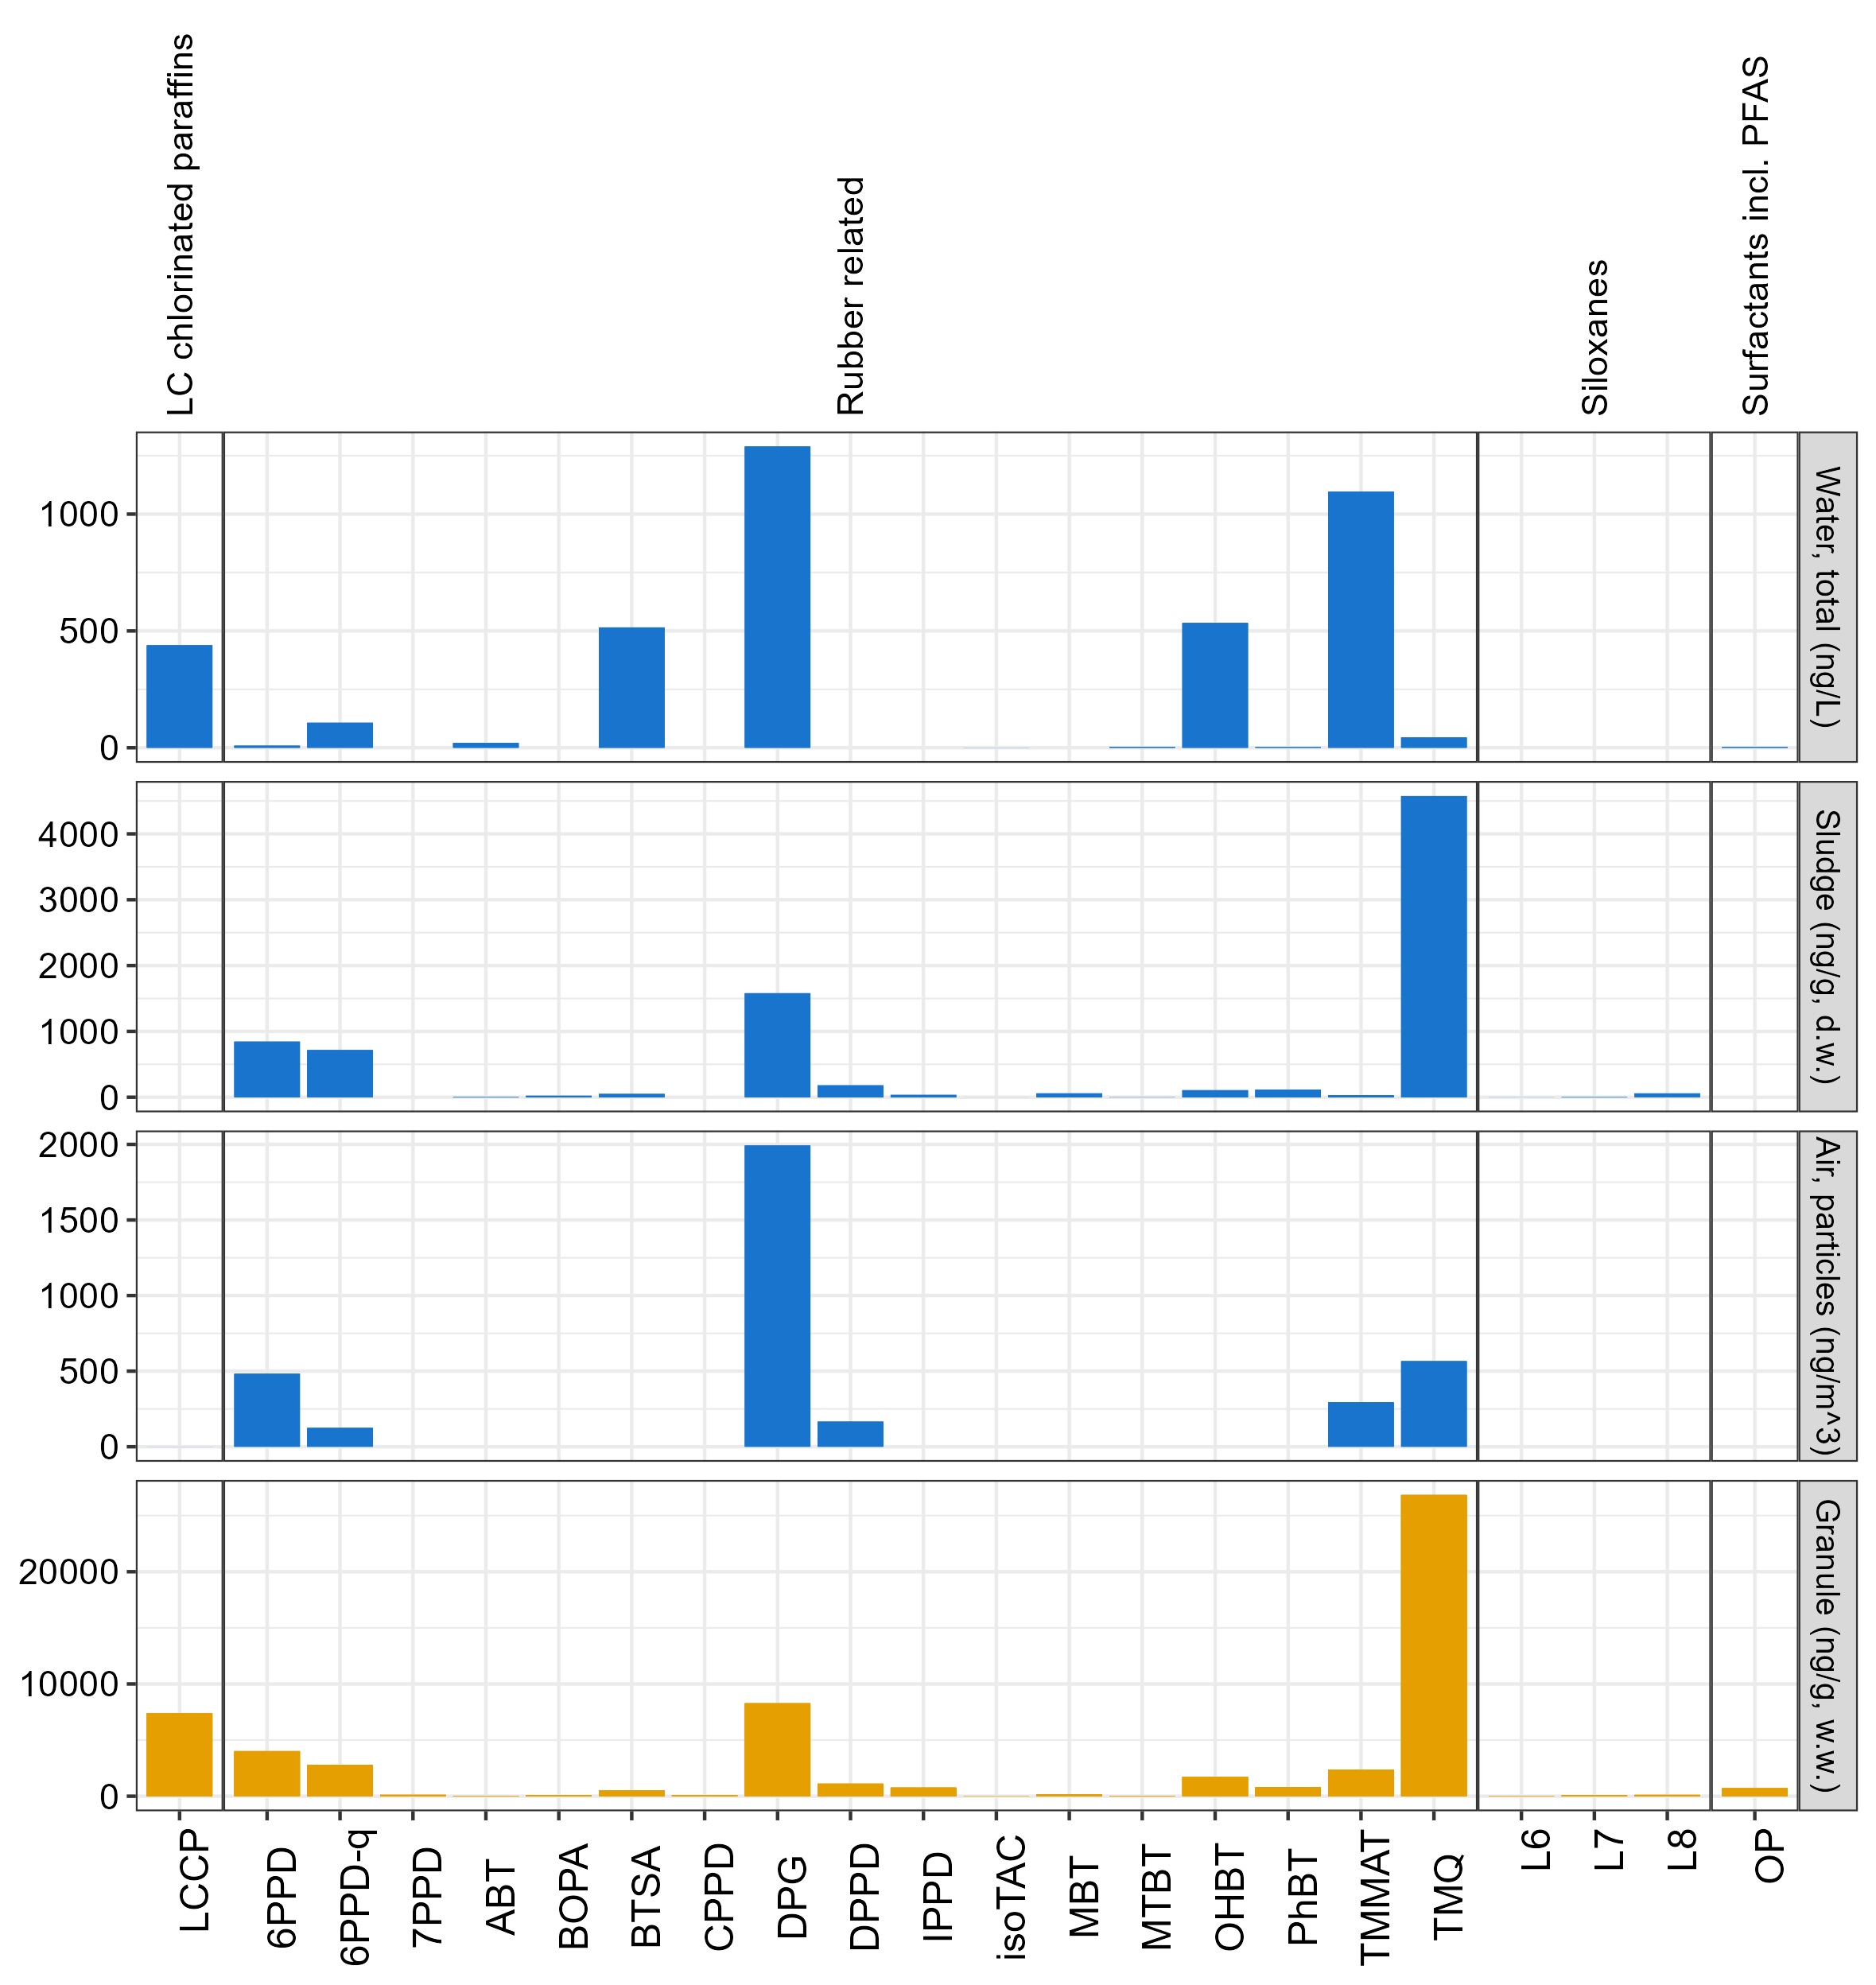 LC chlorinated paraffins
Rubber related
Siloxanes
Surfactants incl. PFAS
1000
500
0
Water, total (ng/L)
4000
3000
2000
1000
0
Sludge (ng/g, d.w.)
2000
1500
1000
500
0
Air, particles (ng/m^3)
20000
10000
0
Granule (ng/g, w.w.)
LCCP
6PPD
6PPD-q
7PPD
ABT
BOPA
BTSA
CPPD
DPG
DPPD
IPPD
isoTAC
MBT
MTBT
OHBT
PhBT
TMMAT
TMQ
L6
L7
L8
OP